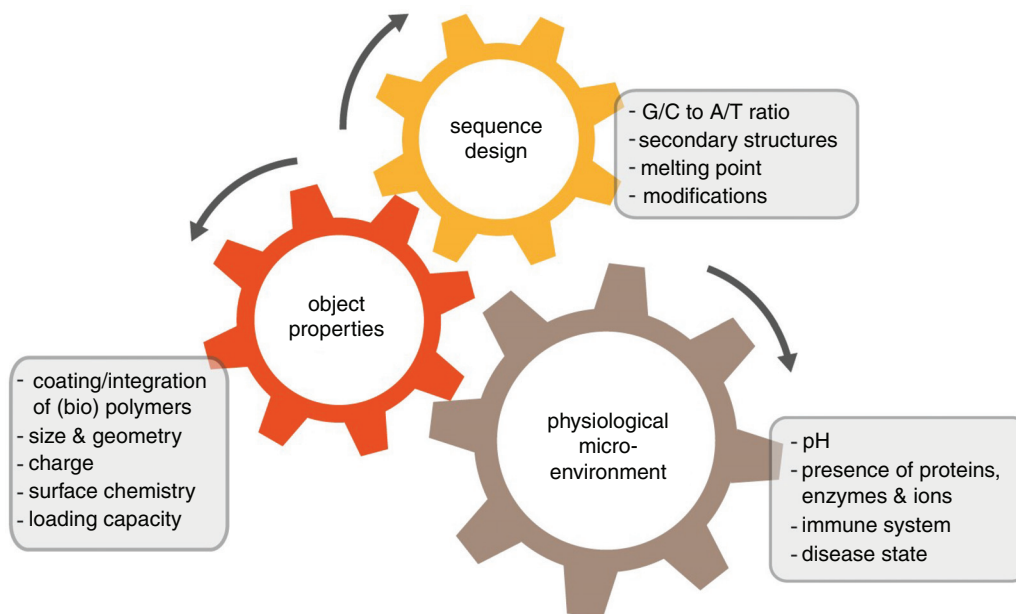 sequence
design
- G/C to A/T ratio
- secondary structures
- melting point
- modifications
object
properties
- coating/integration
of (bio) polymers
- size & geometry
- charge
- surface chemistry
- loading capacity
physiological
micro-
environment
- pH
- presence of proteins,
enzymes & ions
- immune system
- disease state